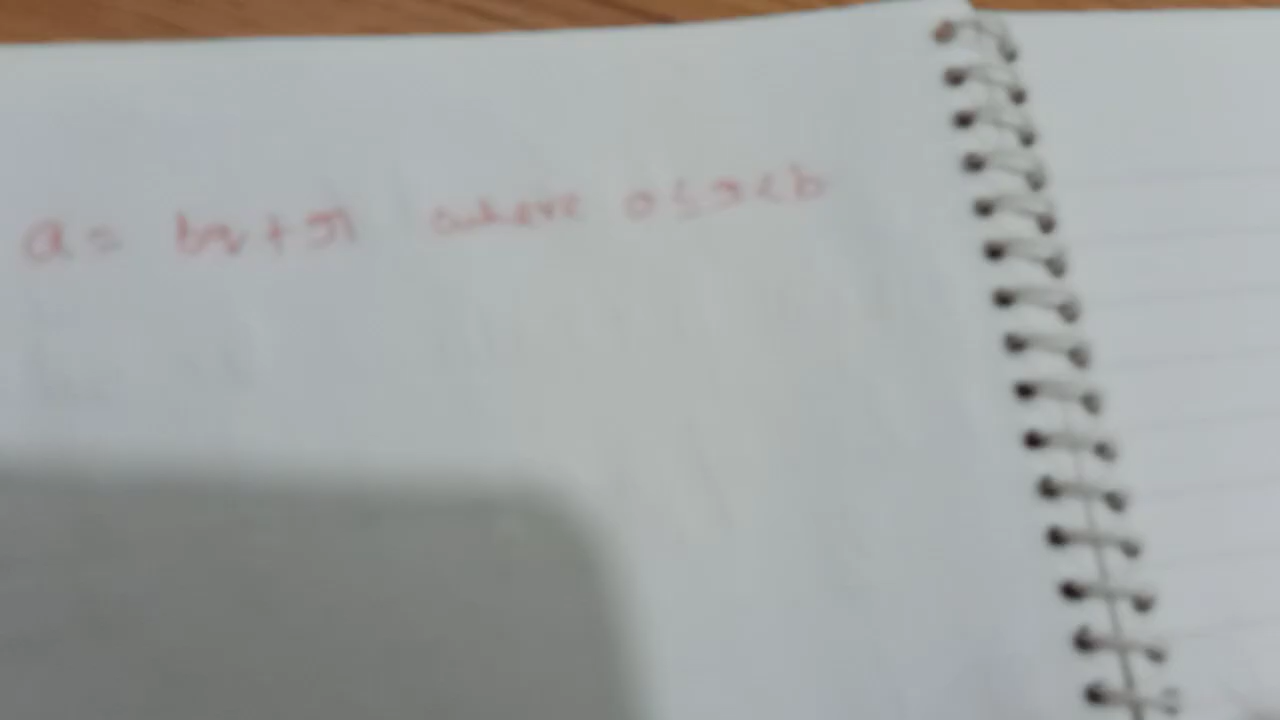 a = bq + r where 0 ≤ r < b